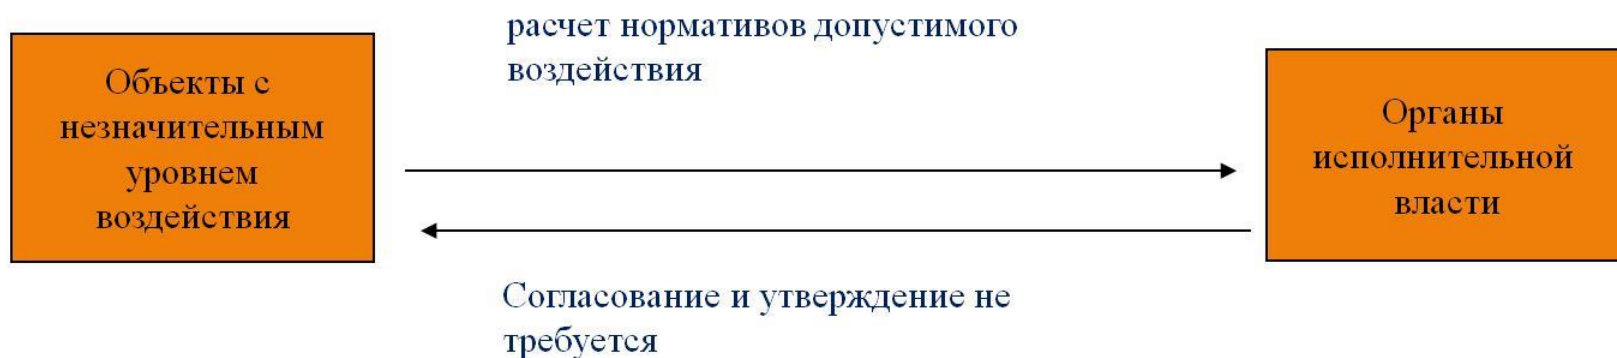 расчет нормативов допустимого
воздействия
Объекты с
незначительным
уровнем
воздействия
Органы
исполнительной
власти
Согласование и утверждение не
требуется